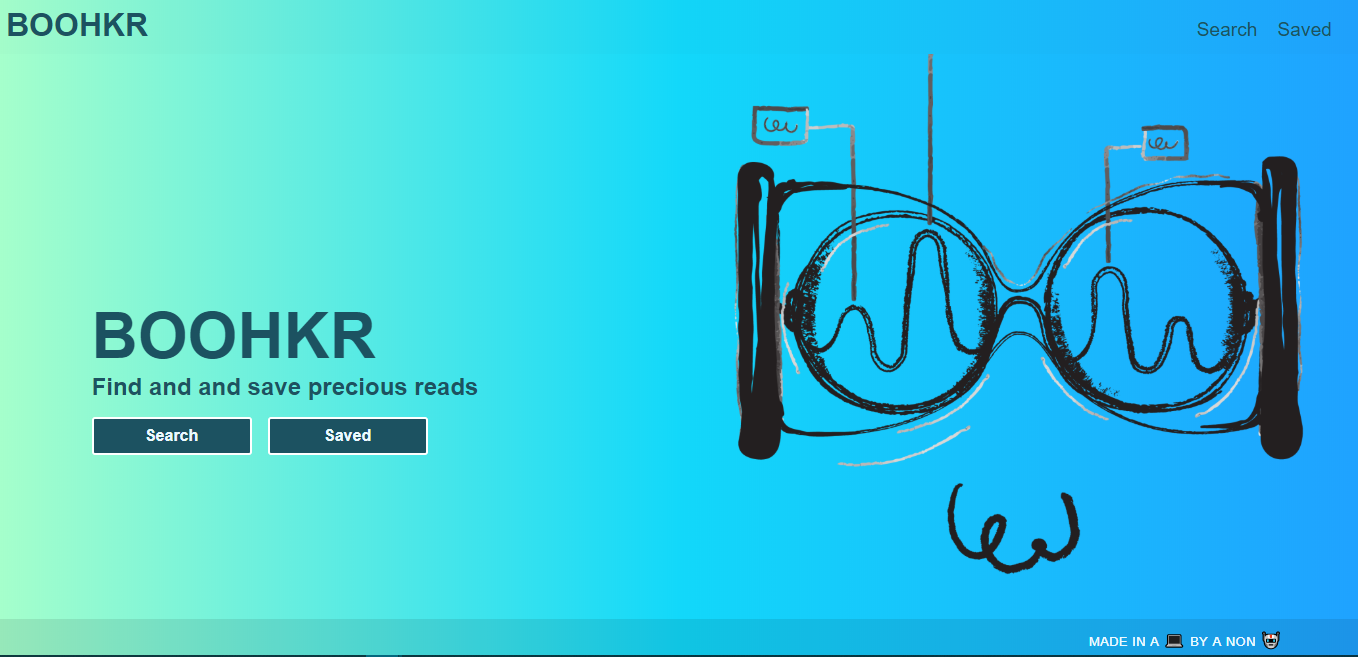 BOOHKR
Search Saved
BOOHKR
Find and and save precious reads
Search Saved
MADE IN A 💻 BY A NON